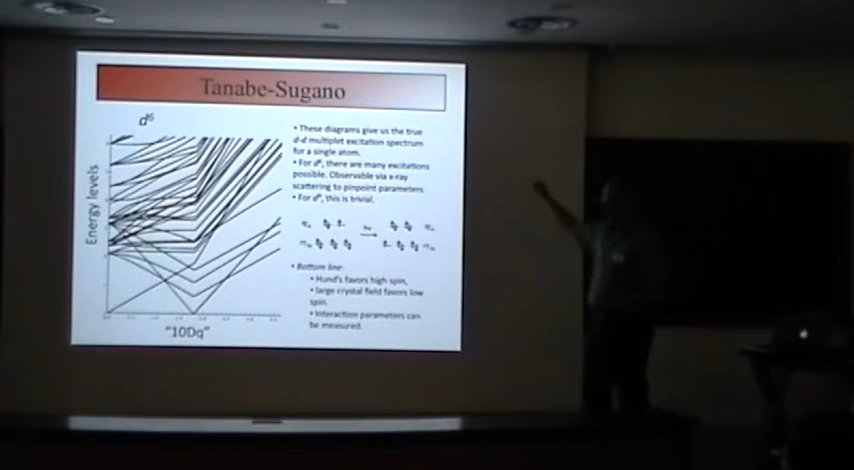 Tanabe-Sugano
d⁶
• These diagrams give us the true
d-d multiplet excitation spectrum
for a single atom.
• For d⁶, there are many excitations
possible. Observable via x-ray
scattering to pinpoint parameters.
• For d⁹, this is trivial.
Energy levels
"10Dq"
• Bottom line:
• Hund's favors high spin,
• large crystal field favors low
spin.
• Interaction parameters can
be measured.